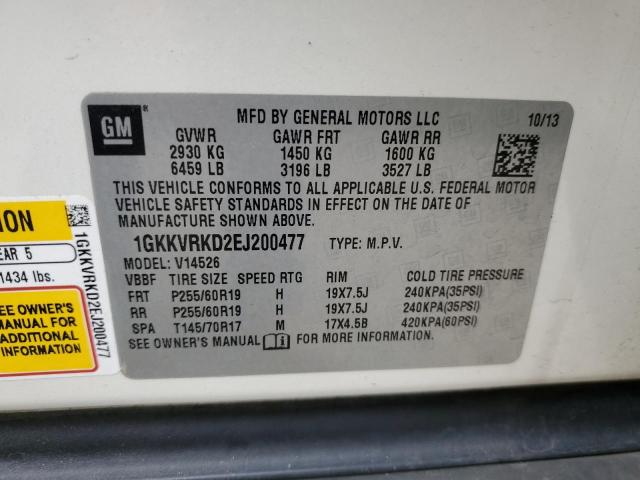 GM
MFD BY GENERAL MOTORS LLC 10/13
GVWR GAWR FRT GAWR RR
2930 KG 1450 KG 1600 KG
6459 LB 3196 LB 3527 LB
THIS VEHICLE CONFORMS TO ALL APPLICABLE U.S. FEDERAL MOTOR
VEHICLE SAFETY STANDARDS IN EFFECT ON THE DATE OF
MANUFACTURE SHOWN ABOVE.
1GKKVRKD2EJ200477 TYPE: M.P.V.
MODEL: V14526
VBBF TIRE SIZE SPEED RTG RIM COLD TIRE PRESSURE
FRT P255/60R19 H 19X7.5J 240KPA(35PSI)
RR P255/60R19 H 19X7.5J 240KPA(35PSI)
SPA T145/70R17 M 17X4.5B 420KPA(60PSI)
SEE OWNER'S MANUAL FOR MORE INFORMATION.
EAR 5
1434 lbs.
SEE OWNER'S
MANUAL FOR
ADDITIONAL
INFORMATION
1GKKVRKD2EJ200477